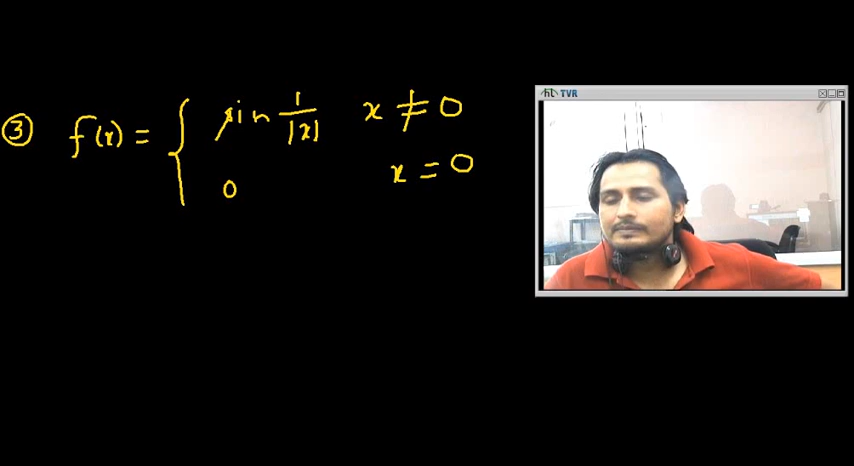 ③ f(x) = { sin 1/|x| x ≠ 0
0 x = 0
TVR